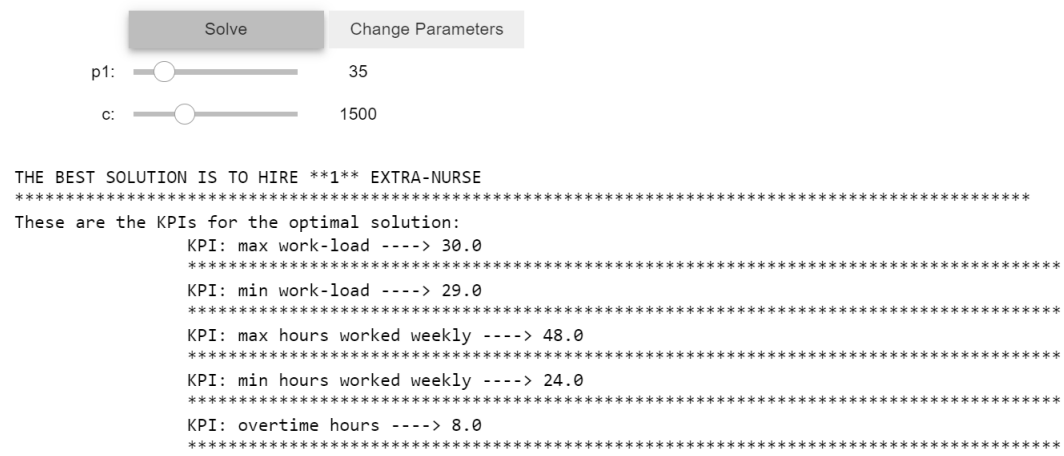 Solve Change Parameters
p1: 35
c: 1500
THE BEST SOLUTION IS TO HIRE **1** EXTRA-NURSE
****************************************************************************************************
These are the KPIs for the optimal solution:
KPI: max work-load ----> 30.0
**************************************************************************************
KPI: min work-load ----> 29.0
**************************************************************************************
KPI: max hours worked weekly ----> 48.0
**************************************************************************************
KPI: min hours worked weekly ----> 24.0
**************************************************************************************
KPI: overtime hours ----> 8.0
**************************************************************************************